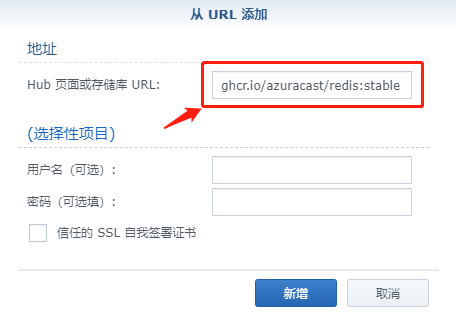 从 URL 添加
地址
Hub 页面或存储库 URL:
ghcr.io/azuracast/redis:stable
(选择性项目)
用户名（可选）:
密码（可选填）:
信任的 SSL 自我签署证书
新增
取消